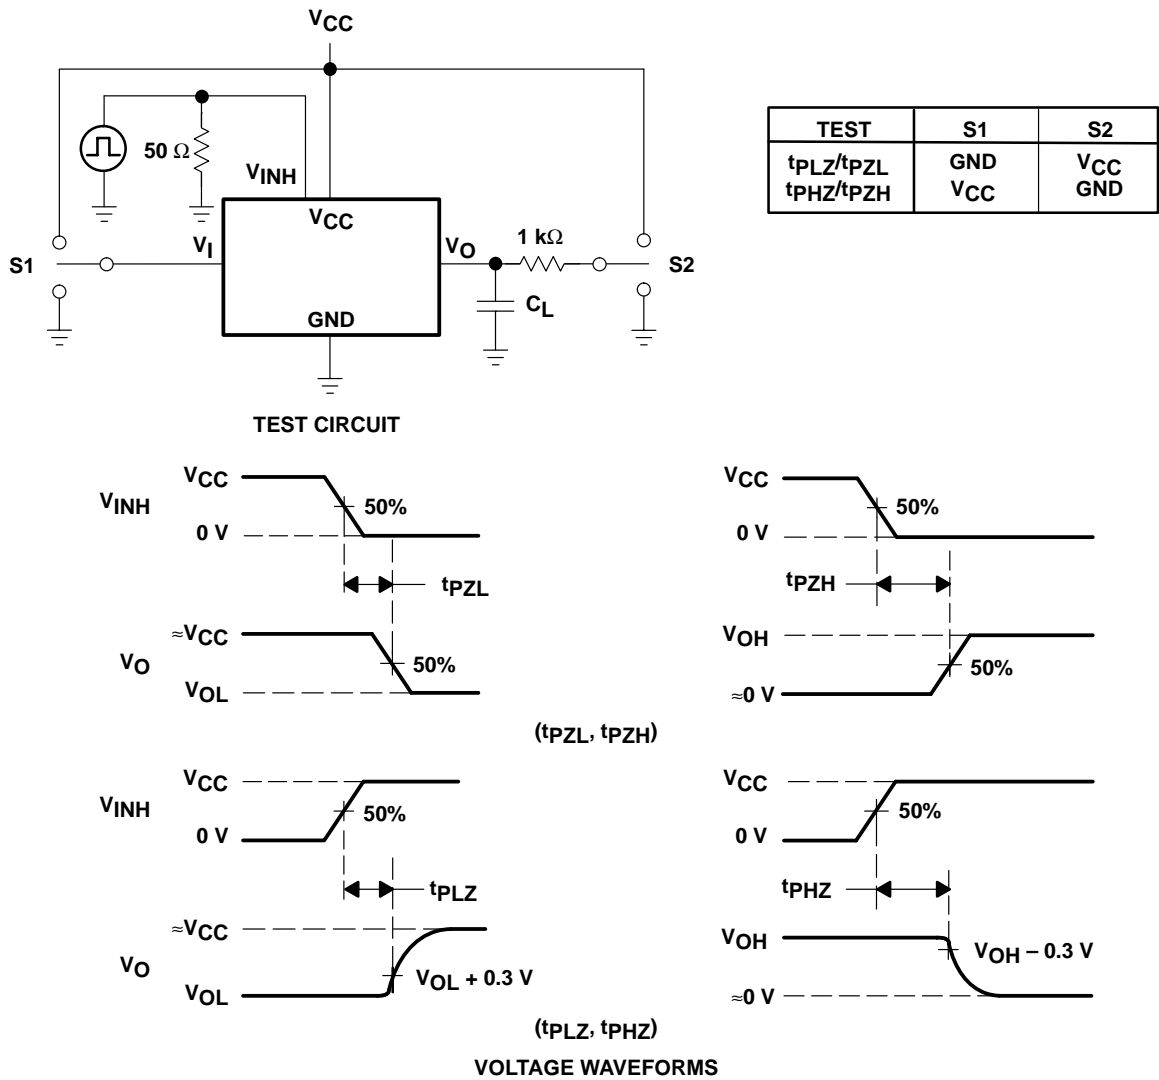 VCC
50 Ω
VINH
VCC
VI
VO
1 kΩ
S1
S2
CL
GND
TEST CIRCUIT
TEST S1 S2
tPLZ/tPZL GND VCC
tPHZ/tPZH VCC GND
VCC
VINH
50%
0 V
tPZL
≈VCC
VO
50%
VOL
VCC
50%
0 V
tPZH
VOH
50%
≈0 V
(tPZL, tPZH)
VCC
VINH
50%
0 V
tPLZ
≈VCC
VO
VOL + 0.3 V
VOL
VCC
50%
0 V
tPHZ
VOH
VOH – 0.3 V
≈0 V
(tPLZ, tPHZ)
VOLTAGE WAVEFORMS